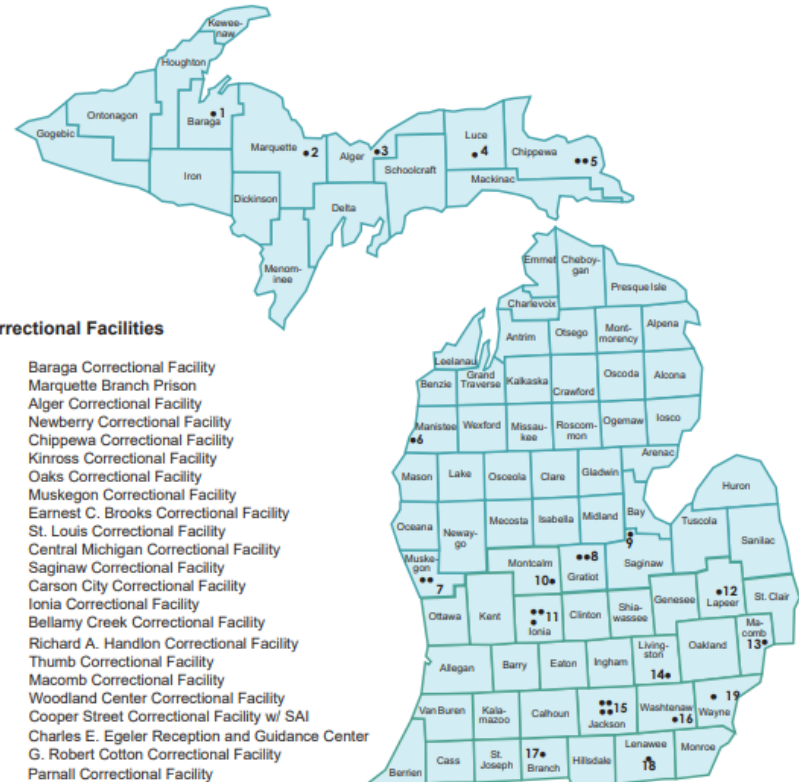 Kewee-
naw
Houghton
Ontonagon
Baraga
1
Gogebic
Marquette
2
Alger
3
Luce
4
Chippewa
5
Iron
Schoolcraft
Mackinac
Dickinson
Delta
Menom-
inee
Emmet
Cheboy-
gan
Presque Isle
Charlevoix
Antrim
Otsego
Mont-
morency
Alpena
Leelanau
Benzie
Grand
Traverse
Kalkaska
Crawford
Oscoda
Alcona
Manistee
6
Wexford
Missau-
kee
Roscom-
mon
Ogemaw
Iosco
Arenac
Mason
Lake
Osceola
Clare
Gladwin
Huron
Oceana
Neway-
go
Mecosta
Isabella
Midland
Bay
9
Tuscola
Sanilac
Muske-
gon
7
Montcalm
10
8
Gratiot
Saginaw
Ottawa
Kent
11
Ionia
Clinton
Shia-
wassee
Genesee
12
Lapeer
St. Clair
Allegan
Barry
Eaton
Ingham
Living-
ston
14
Oakland
Ma-
comb
13
Van Buren
Kala-
mazoo
Calhoun
15
Jackson
Washtenaw
16
19
Wayne
Berrien
Cass
St.
Joseph
17
Branch
Hillsdale
Lenawee
18
Monroe
rrectional Facilities
Baraga Correctional Facility
Marquette Branch Prison
Alger Correctional Facility
Newberry Correctional Facility
Chippewa Correctional Facility
Kinross Correctional Facility
Oaks Correctional Facility
Muskegon Correctional Facility
Earnest C. Brooks Correctional Facility
St. Louis Correctional Facility
Central Michigan Correctional Facility
Saginaw Correctional Facility
Carson City Correctional Facility
Ionia Correctional Facility
Bellamy Creek Correctional Facility
Richard A. Handlon Correctional Facility
Thumb Correctional Facility
Macomb Correctional Facility
Woodland Center Correctional Facility
Cooper Street Correctional Facility w/ SAI
Charles E. Egeler Reception and Guidance Center
G. Robert Cotton Correctional Facility
Parnall Correctional Facility